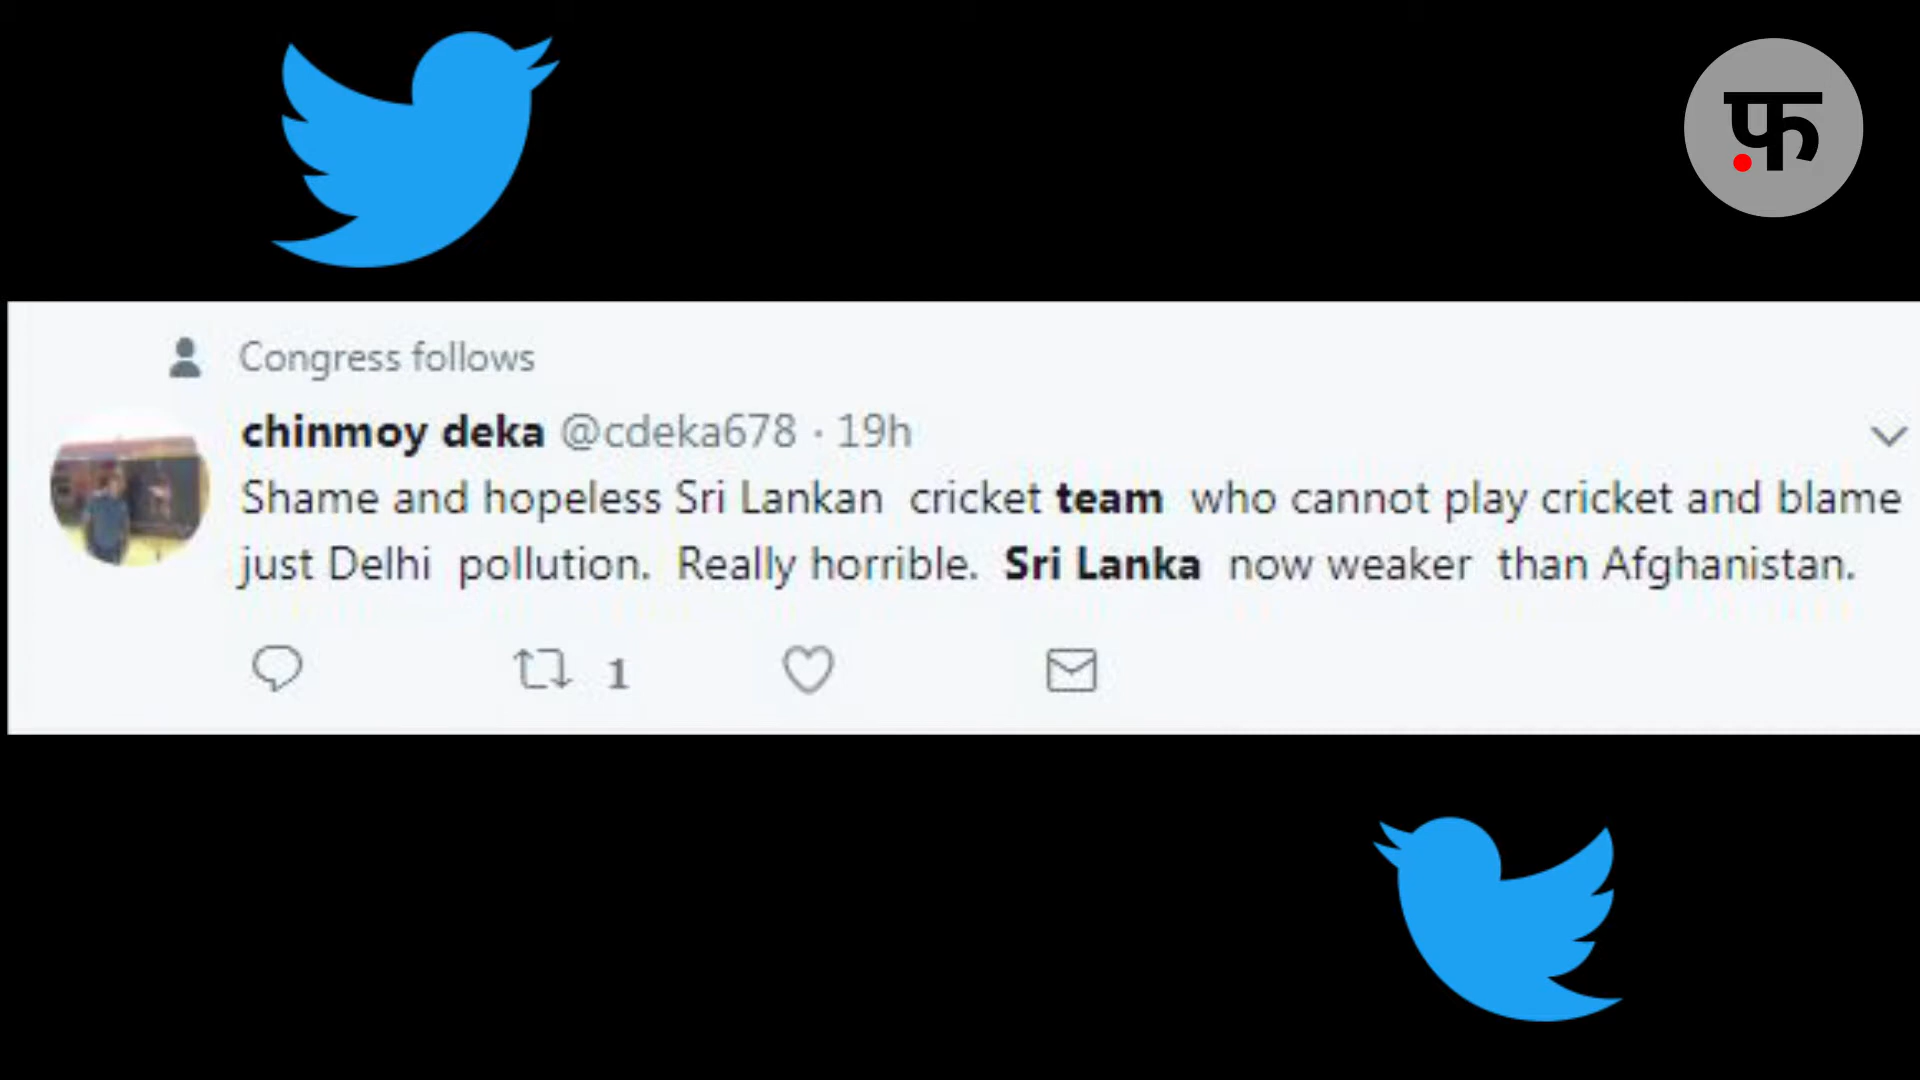 फ़
Congress follows
chinmoy deka @cdeka678 · 19h
Shame and hopeless Sri Lankan cricket team who cannot play cricket and blame
just Delhi pollution. Really horrible. Sri Lanka now weaker than Afghanistan.
1